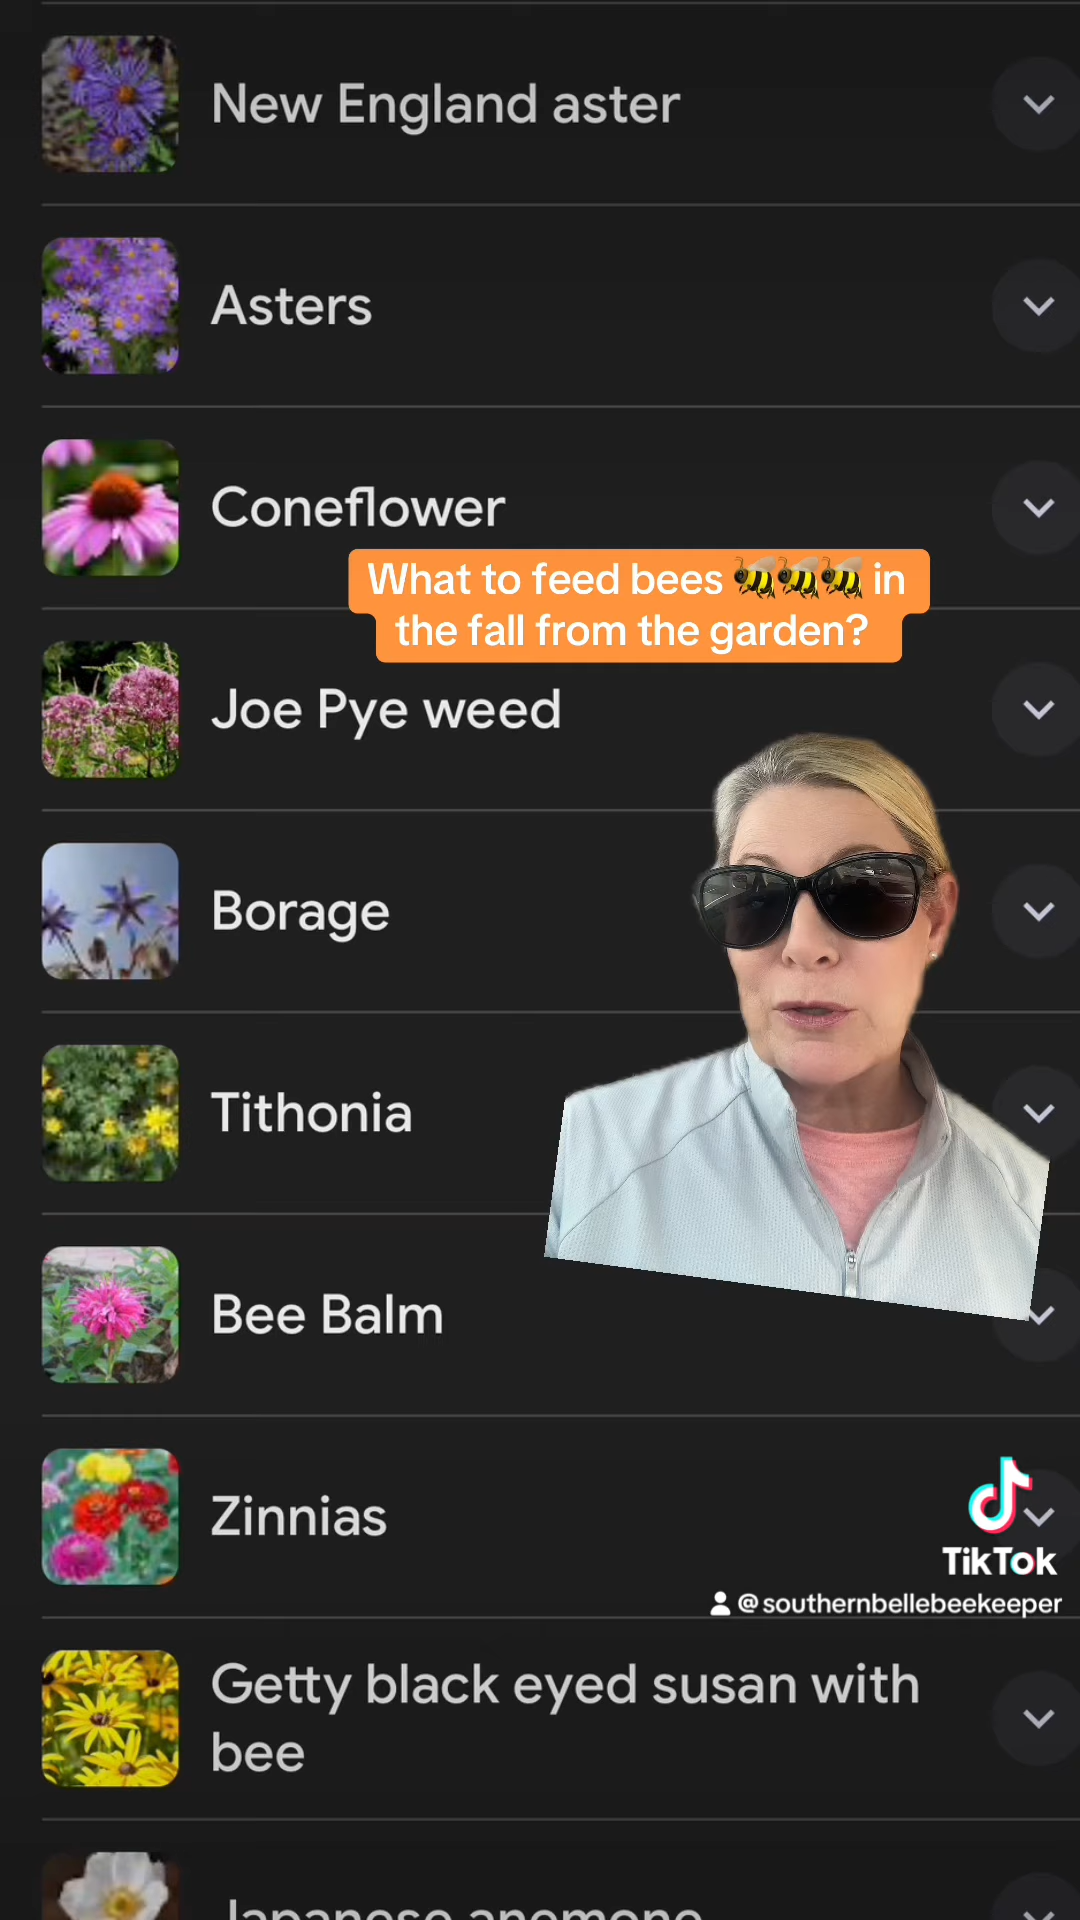 New England aster
Asters
Coneflower
What to feed bees 🐝🐝🐝 in
the fall from the garden?
Joe Pye weed
Borage
Tithonia
Bee Balm
Zinnias
TikTok
@southernbellebeekeeper
Getty black eyed susan with
bee
Japanese anemone